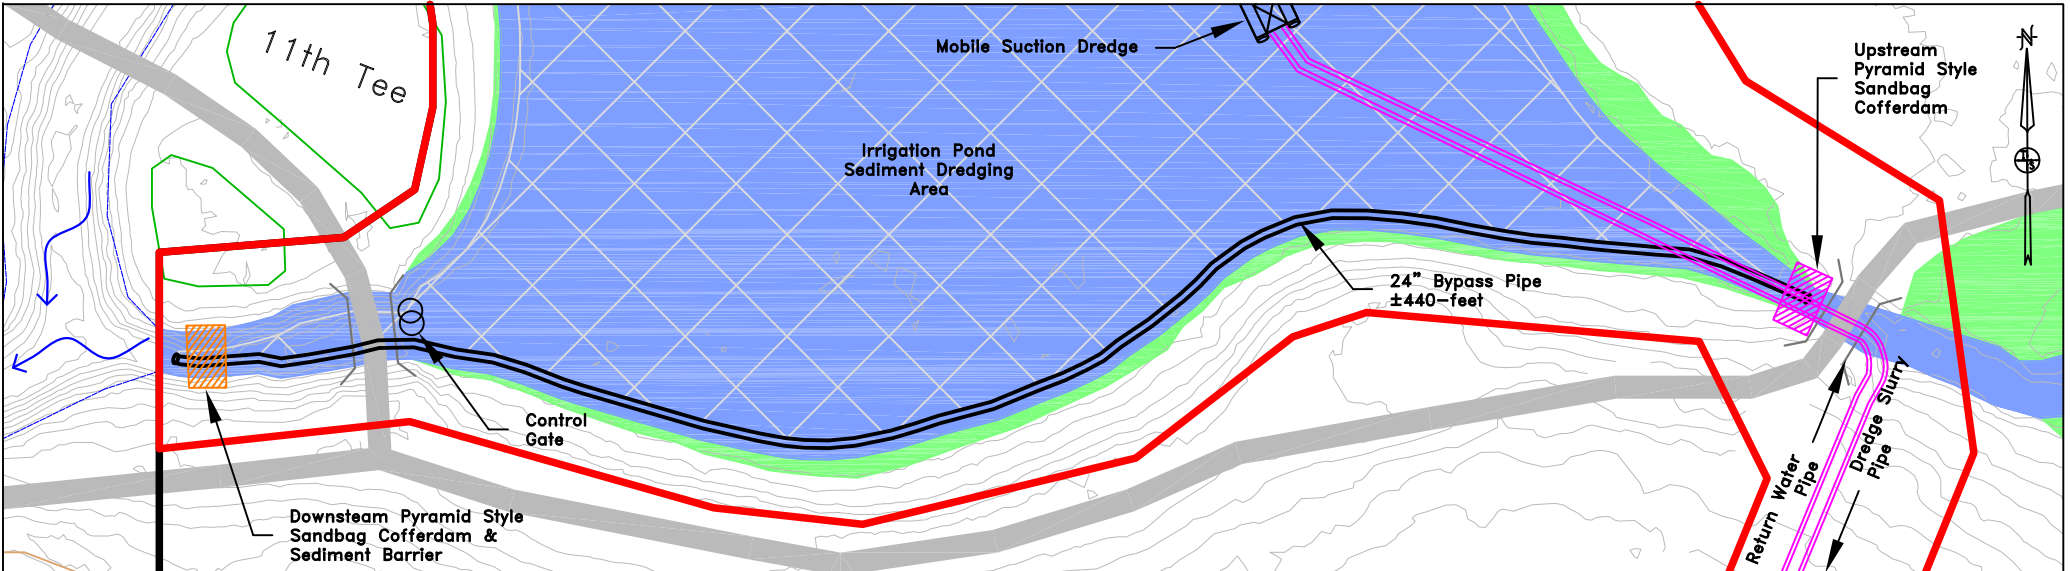 11th Tee
Mobile Suction Dredge
Upstream
Pyramid Style
Sandbag
Cofferdam
N
Irrigation Pond
Sediment Dredging
Area
24" Bypass Pipe
±440-feet
Control
Gate
Downsteam Pyramid Style
Sandbag Cofferdam &
Sediment Barrier
Return Water
Pipe
Dredge Slurry
Pipe